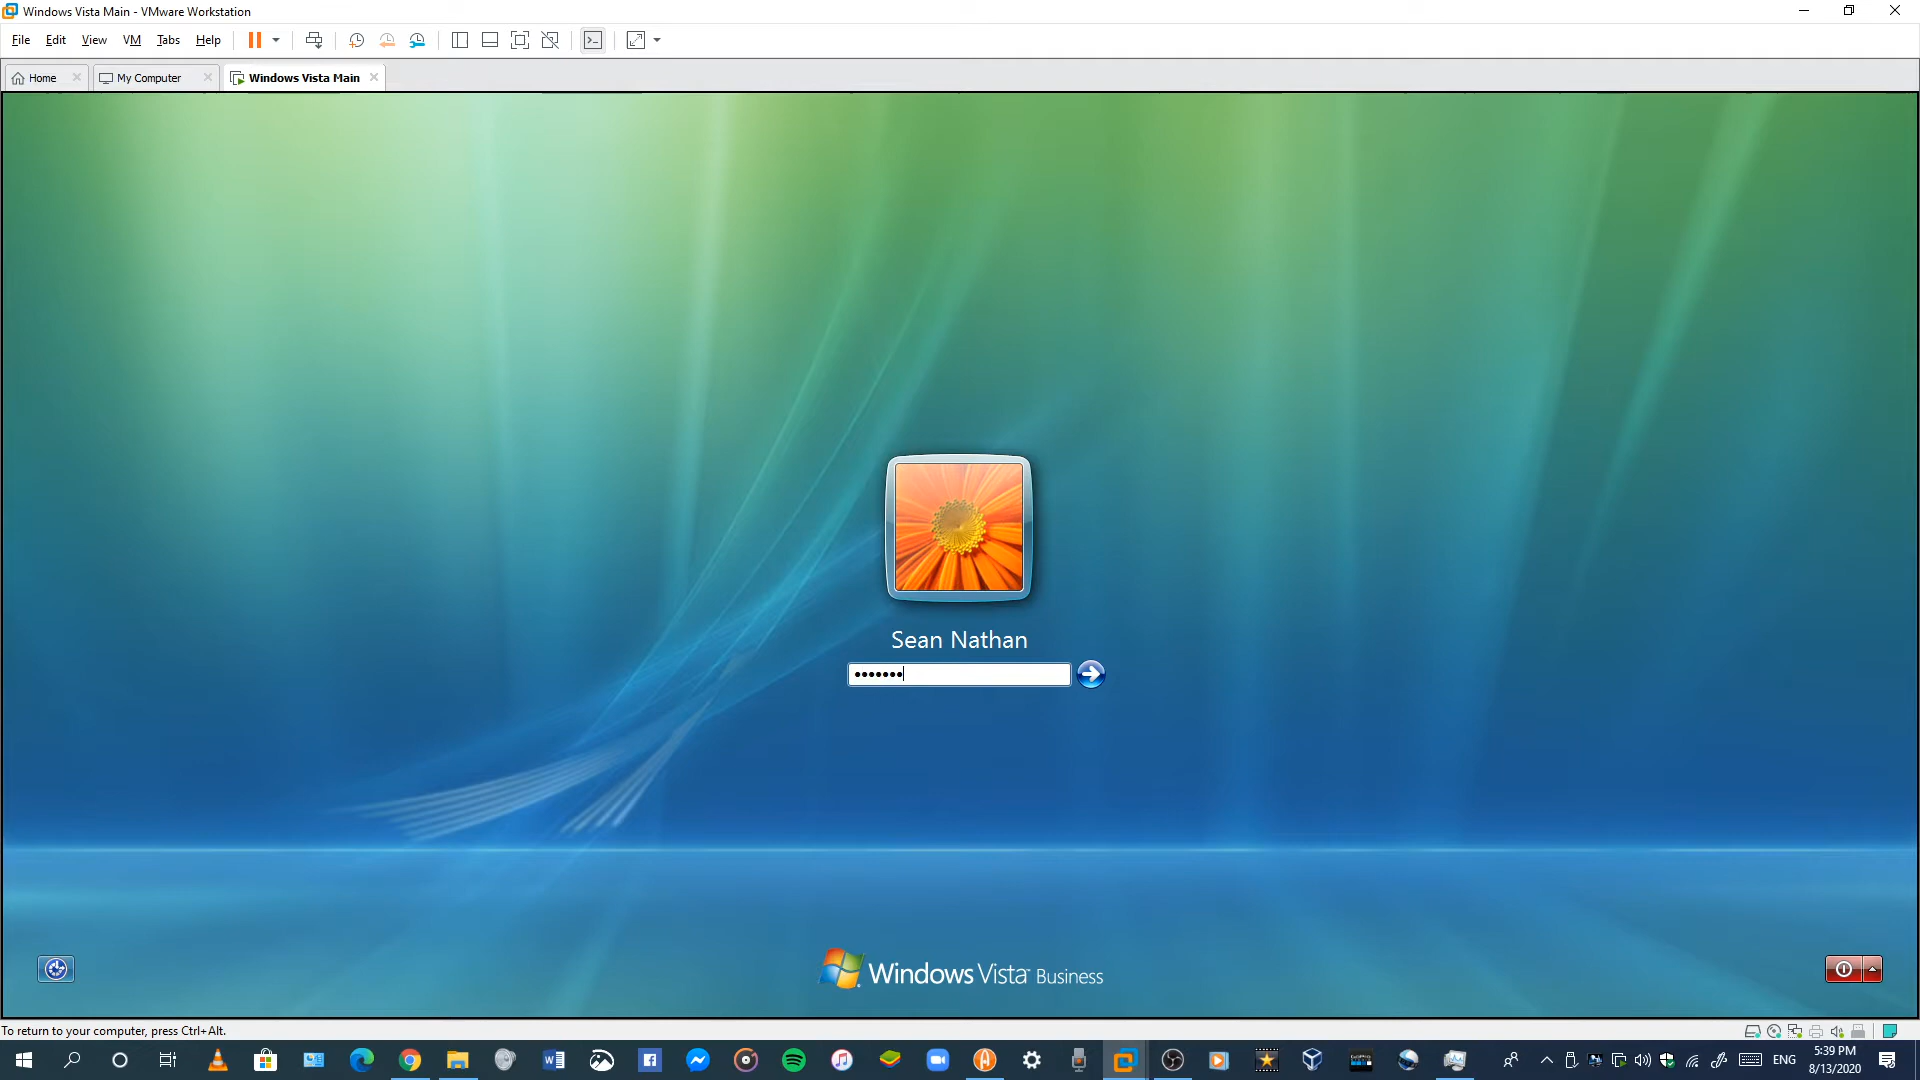 Windows Vista Main - VMware Workstation
File Edit View VM Tabs Help
Home My Computer Windows Vista Main
Sean Nathan
•••••••
Windows Vista™ Business
To return to your computer, press Ctrl+Alt.
ENG
5:39 PM
8/13/2020